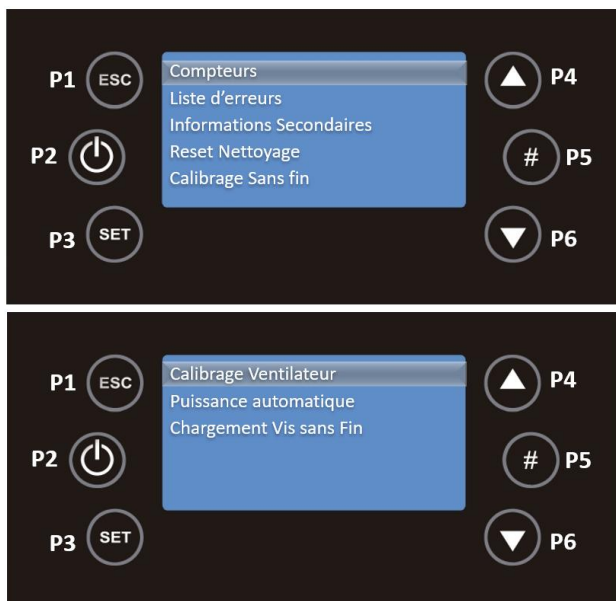 P1 ESC
Compteurs
P4
Liste d'erreurs
Informations Secondaires
P2
Reset Nettoyage
# P5
Calibrage Sans fin
P3 SET
P6
P1 ESC
Calibrage Ventilateur
P4
Puissance automatique
Chargement Vis sans Fin
P2
# P5
P3 SET
P6